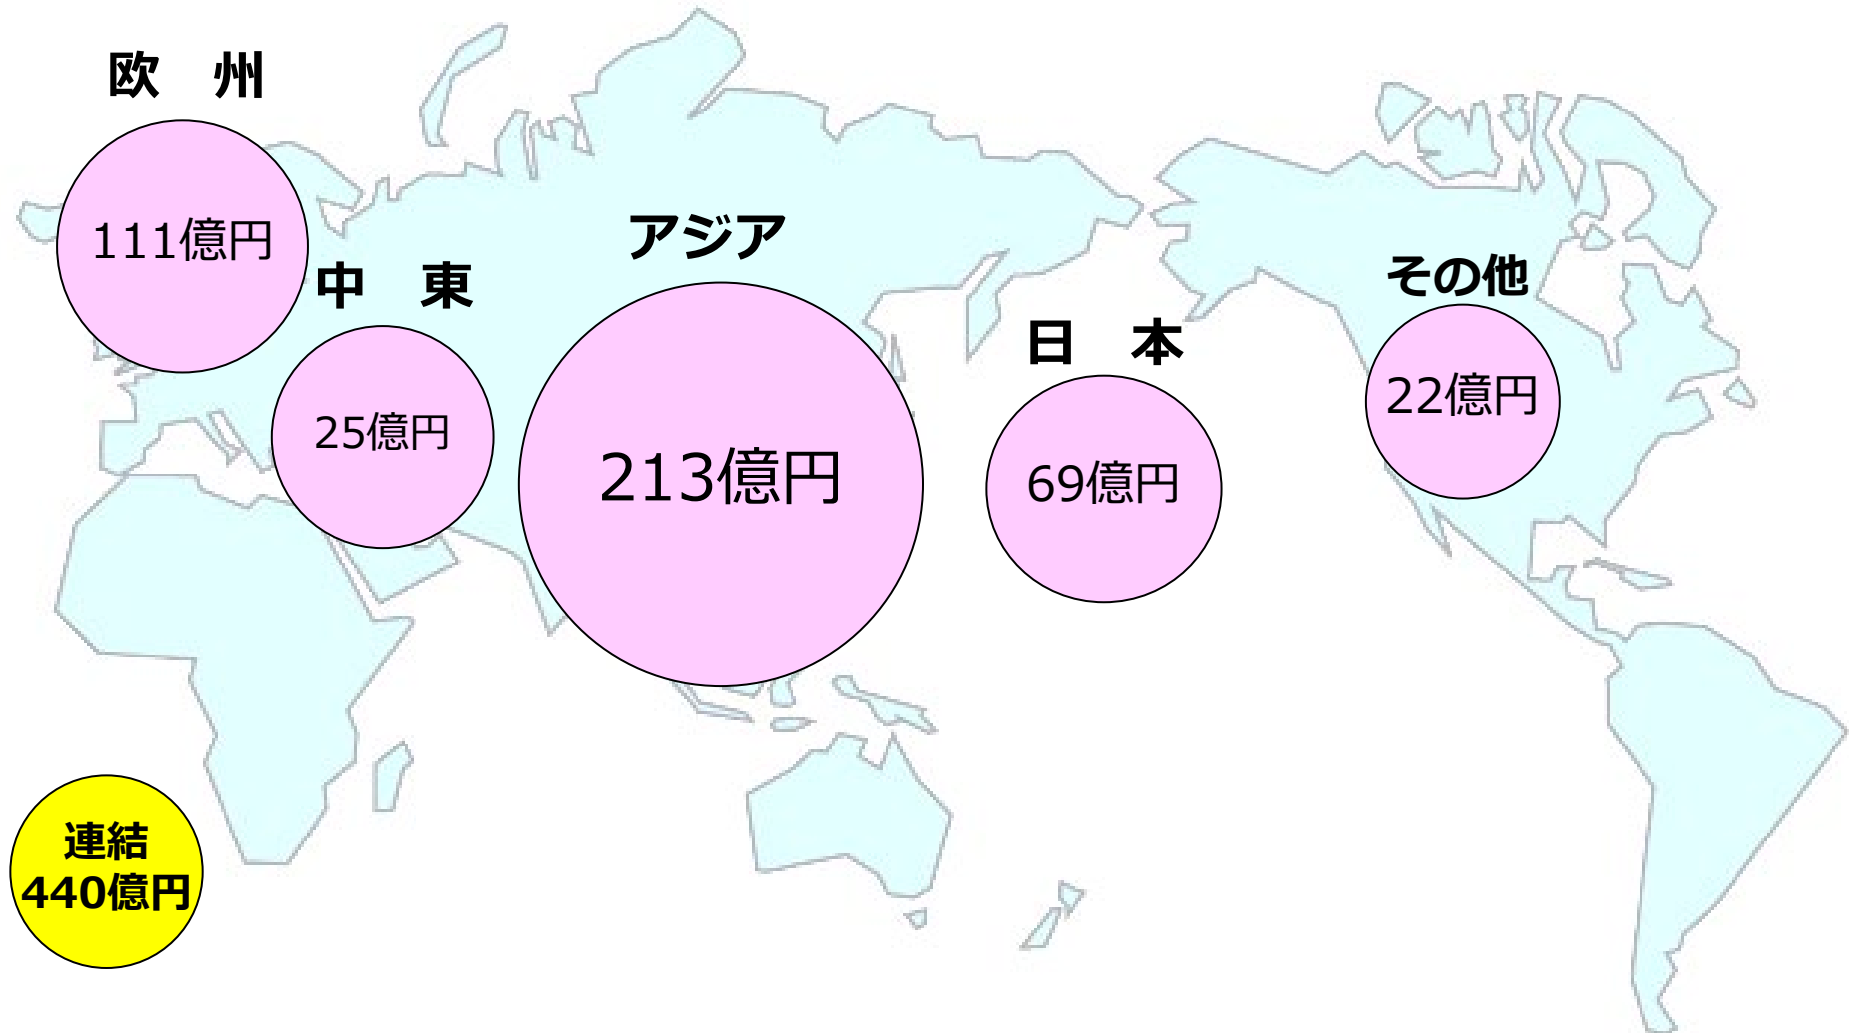 欧　州
111億円
中　東
25億円
アジア
213億円
日　本
69億円
その他
22億円
連結
440億円